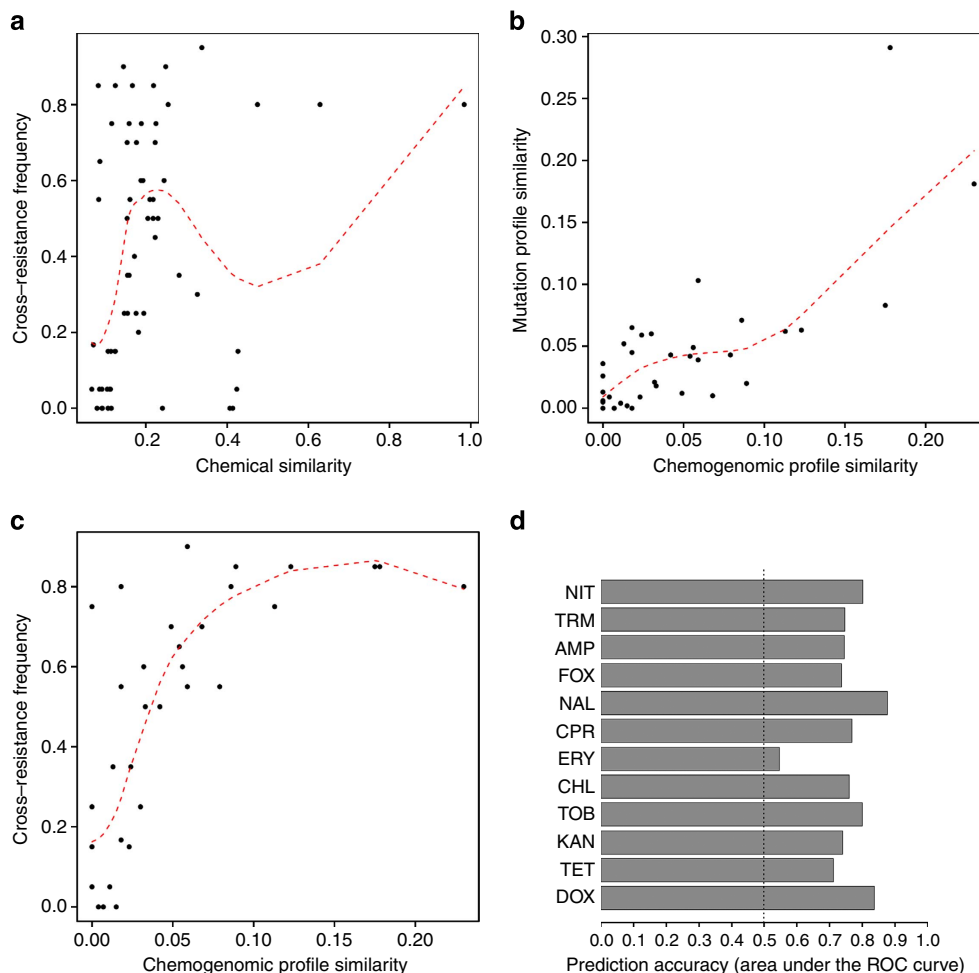 a
Cross–resistance frequency
0.8
0.6
0.4
0.2
0.0
0.2 0.4 0.6 0.8 1.0
Chemical similarity
b
Mutation profile similarity
0.30
0.25
0.20
0.15
0.10
0.05
0.00
0.00 0.05 0.10 0.15 0.20
Chemogenomic profile similarity
c
Cross–resistance frequency
0.8
0.6
0.4
0.2
0.0
0.00 0.05 0.10 0.15 0.20
Chemogenomic profile similarity
d
NIT
TRM
AMP
FOX
NAL
CPR
ERY
CHL
TOB
KAN
TET
DOX
0.0 0.1 0.2 0.3 0.4 0.5 0.6 0.7 0.8 0.9 1.0
Prediction accuracy (area under the ROC curve)